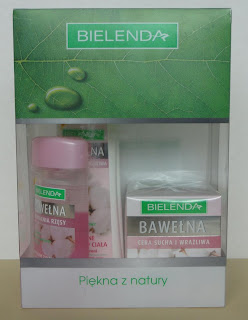 BIELENDA
BIELENDA
BAWEŁNA
BIELENDA
BAWEŁNA
CERA SUCHA I WRAŻLIWA
Piękna z natury